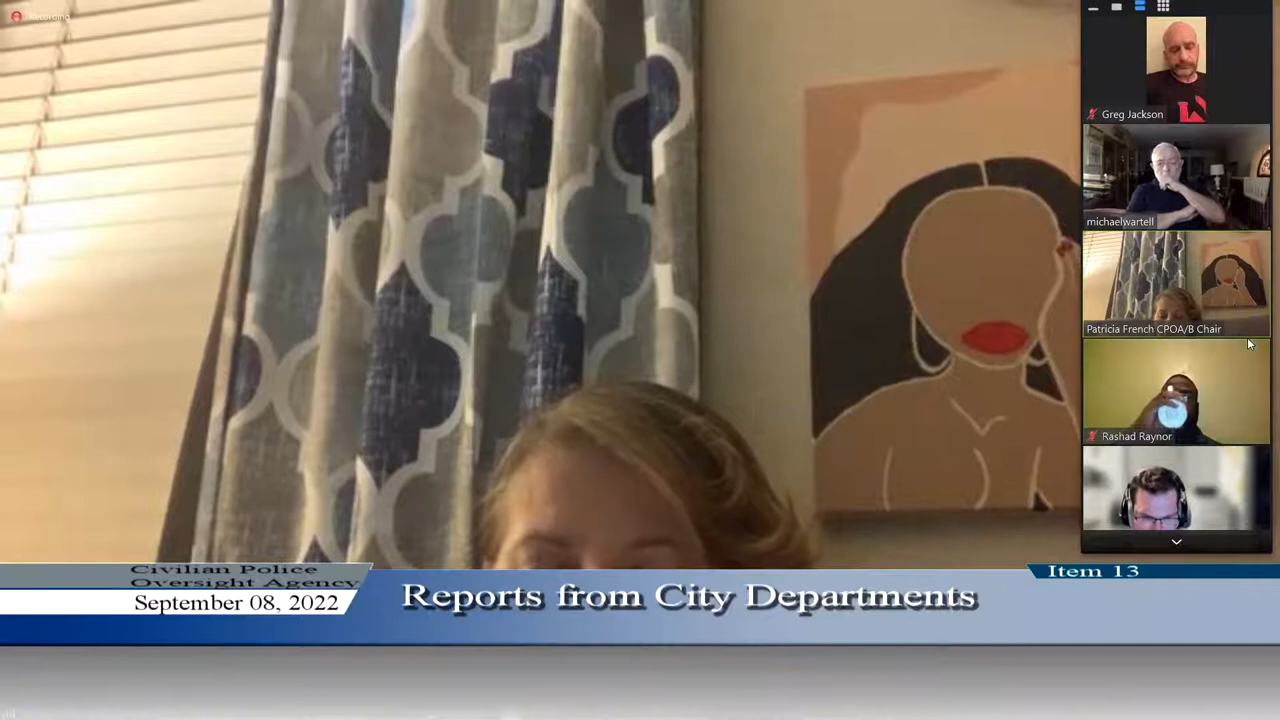 Recording
Greg Jackson
michaelwartell
Patricia French CPOA/B Chair
Rashad Raynor
Civilian Police
Oversight Agency
September 08, 2022
Reports from City Departments
Item 13